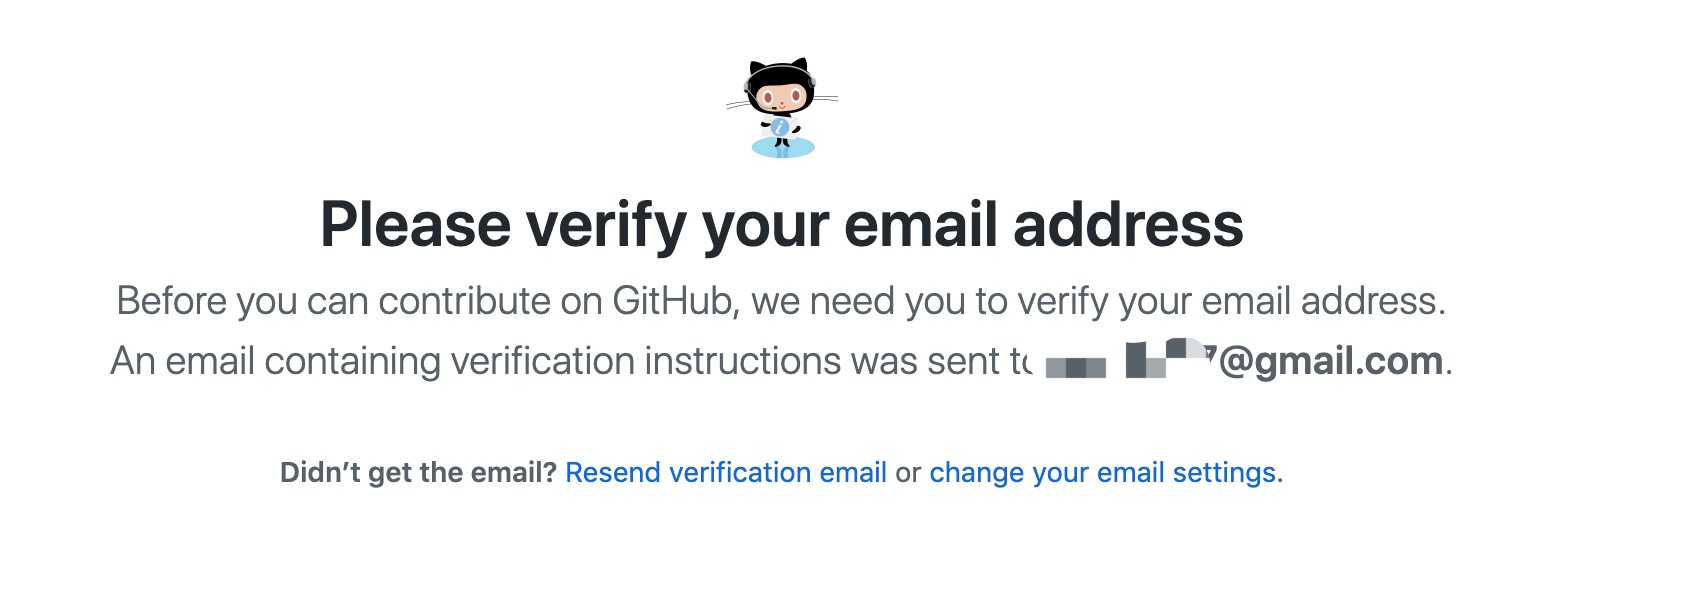 Please verify your email address
Before you can contribute on GitHub, we need you to verify your email address.
An email containing verification instructions was sent to @gmail.com.
Didn’t get the email? Resend verification email or change your email settings.